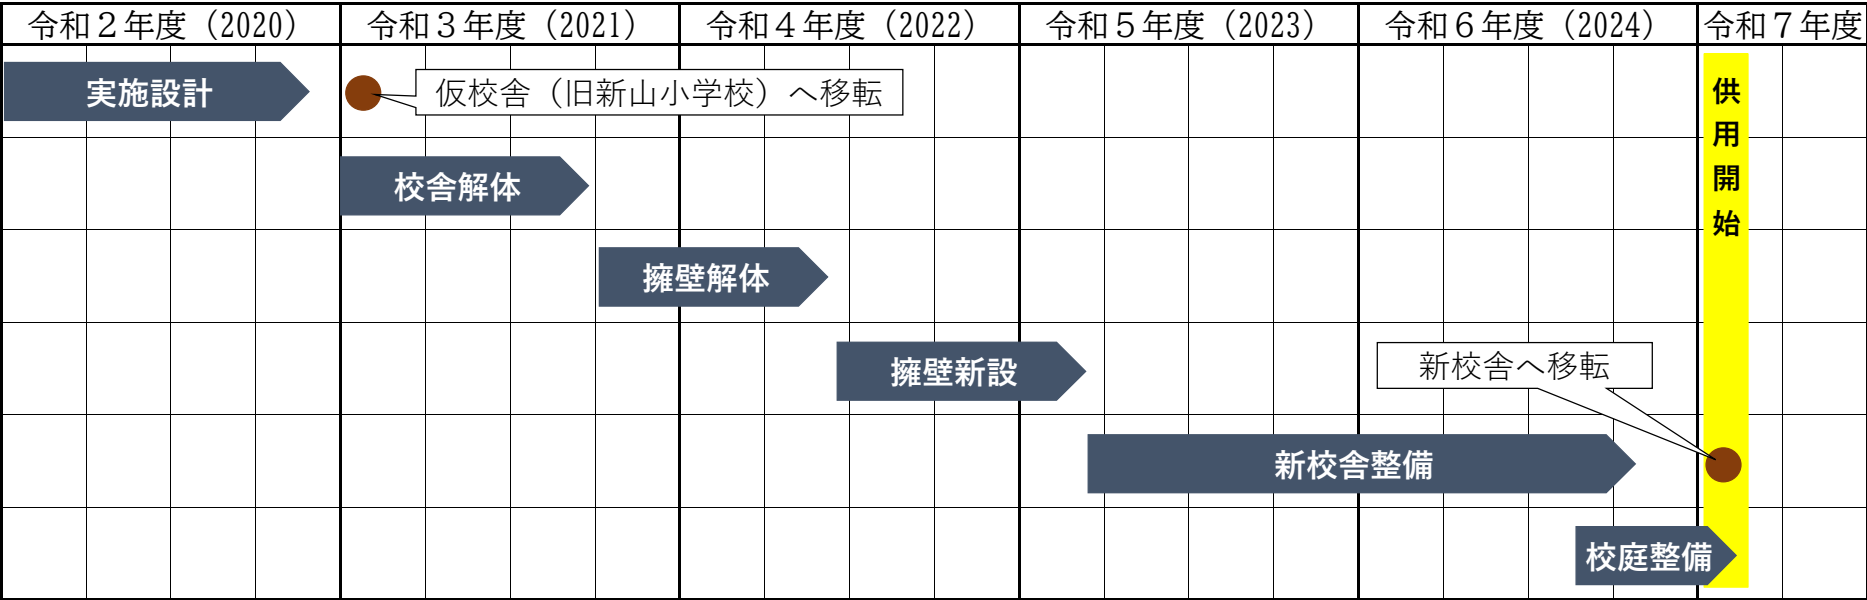 令和２年度（2020）
令和３年度（2021）
令和４年度（2022）
令和５年度（2023）
令和６年度（2024）
令和７年度
実施設計
仮校舎（旧新山小学校）へ移転
供用開始
校舎解体
擁壁解体
擁壁新設
新校舎へ移転
新校舎整備
校庭整備